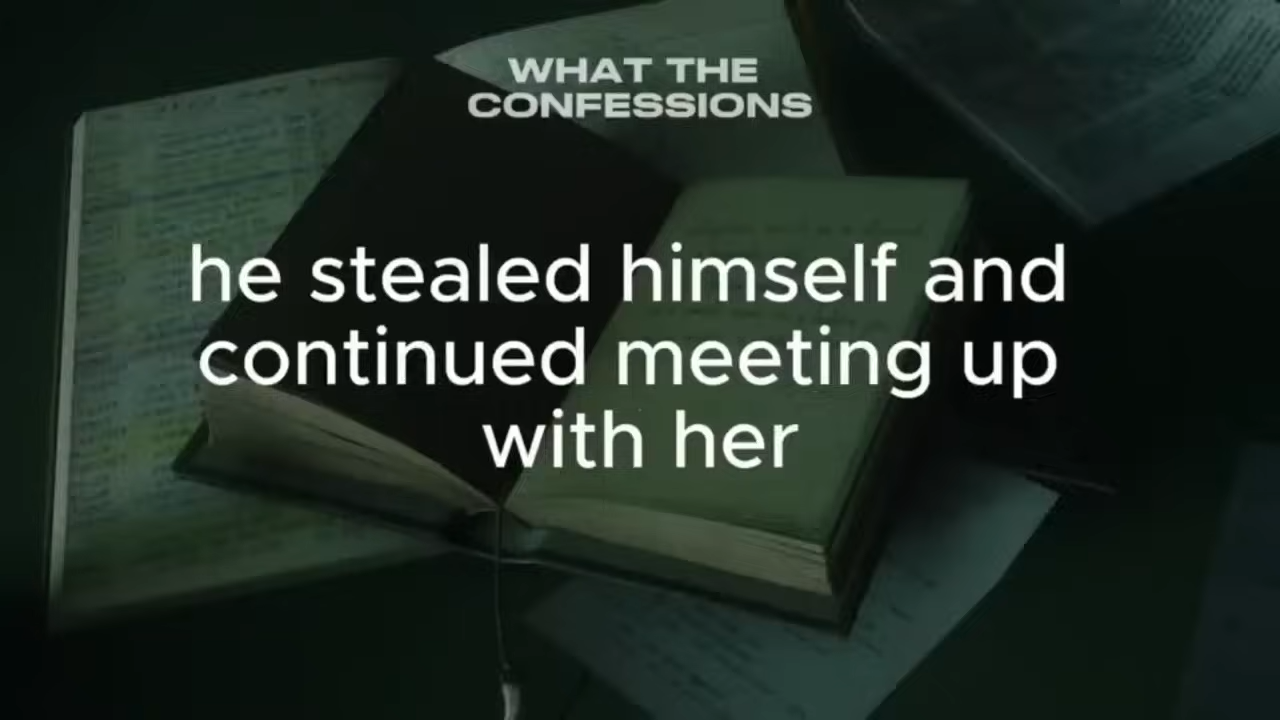 WHAT THE
CONFESSIONS
he stealed himself and
continued meeting up
with her